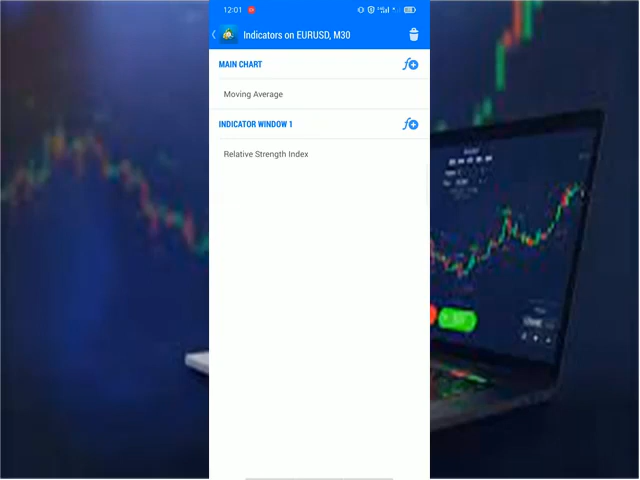 12:01
Indicators on EURUSD, M30
MAIN CHART
Moving Average
INDICATOR WINDOW 1
Relative Strength Index